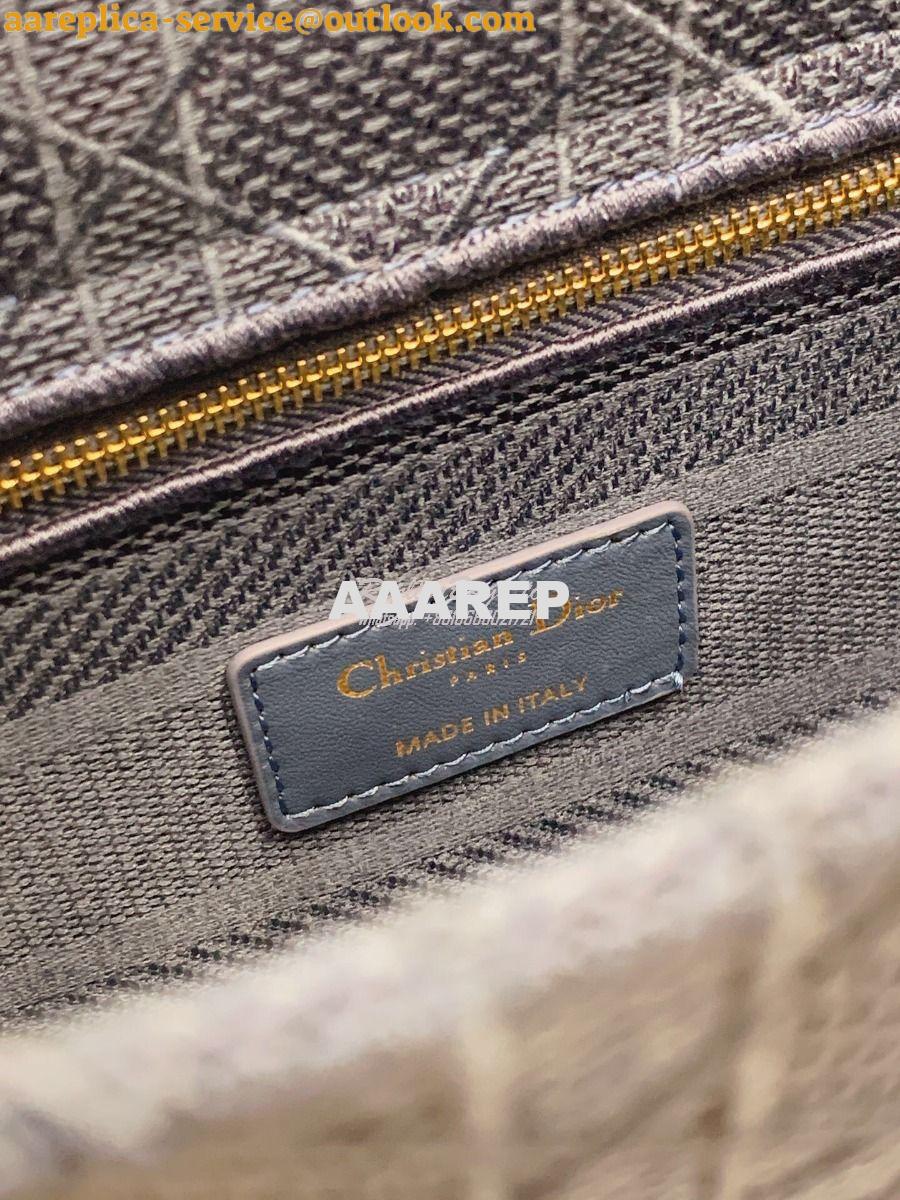 aareplica-service@outlook.com
AAAREP
Christian Dior
PARIS
MADE IN ITALY